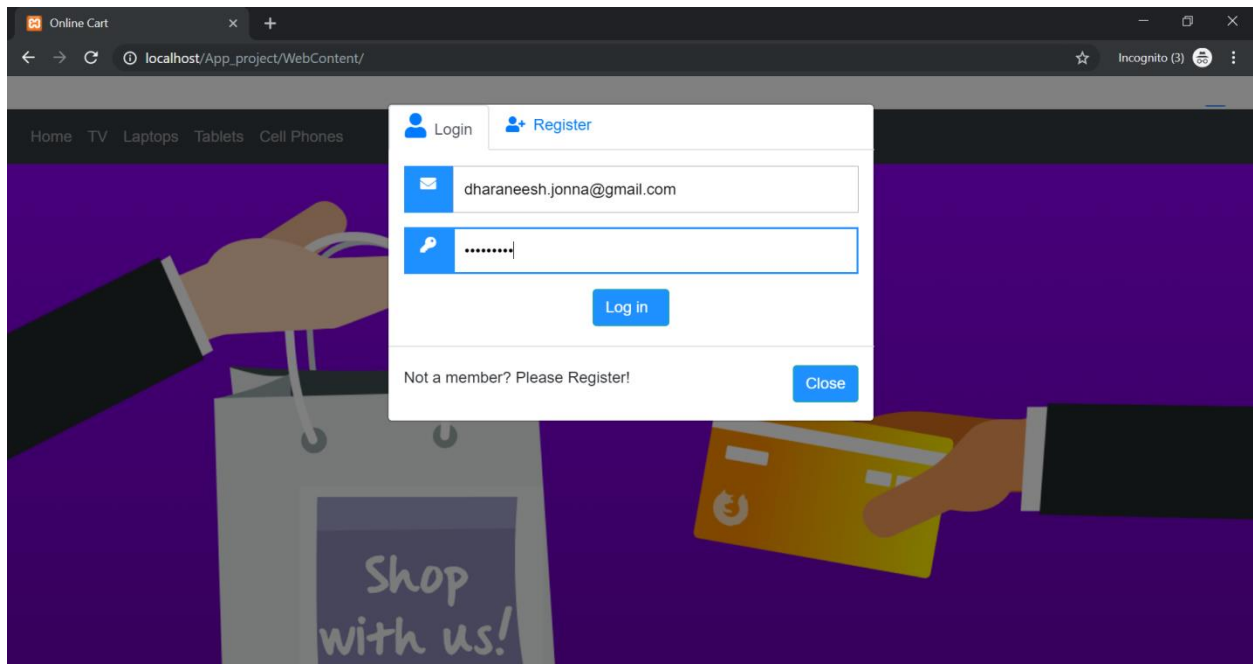 Online Cart
localhost/App_project/WebContent/
Incognito (3)
Home TV Laptops Tablets Cell Phones
Login Register
dharaneesh.jonna@gmail.com
•••••••••
Log in
Not a member? Please Register!
Close
Shop
with us!